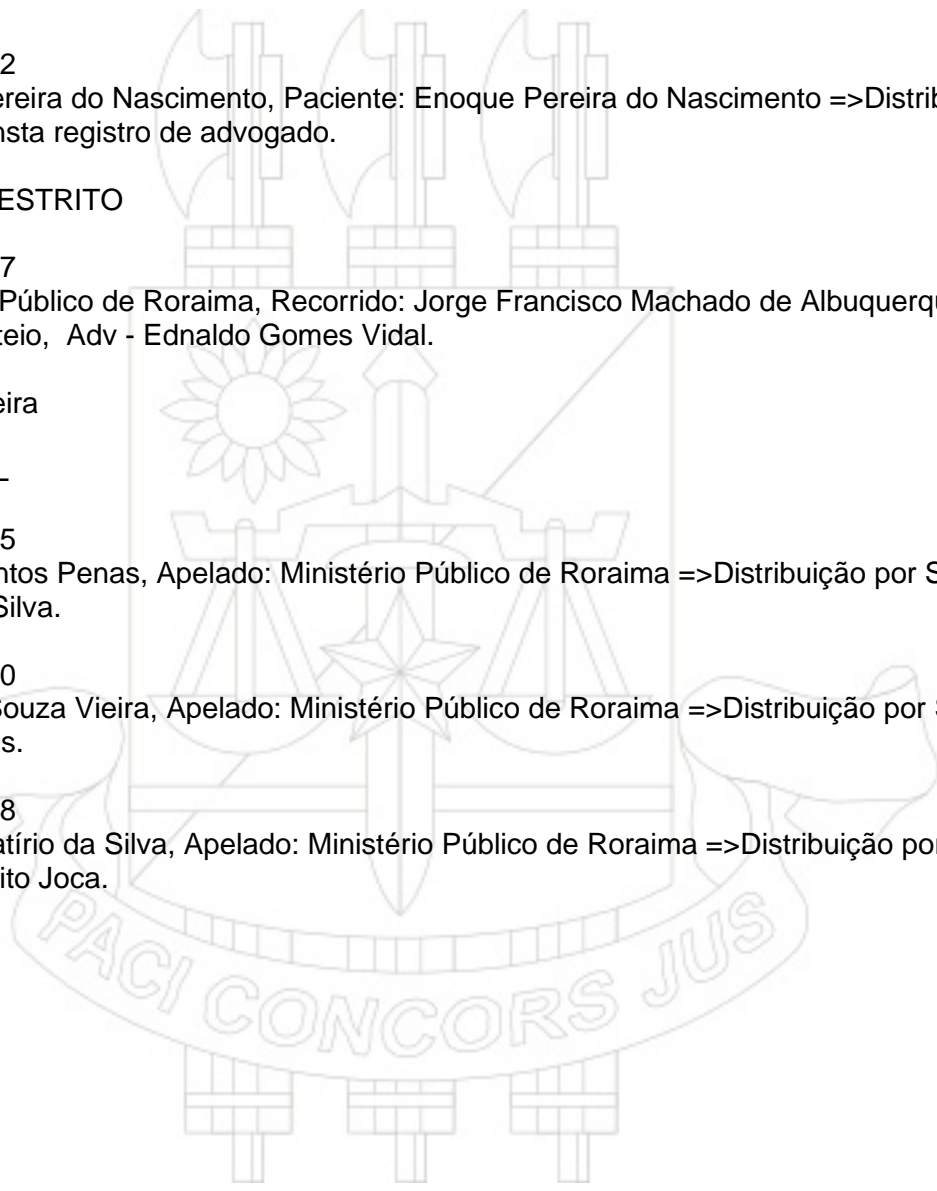 2
ereira do Nascimento, Paciente: Enoque Pereira do Nascimento =>Distrib
nsta registro de advogado.
ESTRITO
7
Público de Roraima, Recorrido: Jorge Francisco Machado de Albuquerqu
teio, Adv - Ednaldo Gomes Vidal.
eira
5
ntos Penas, Apelado: Ministério Público de Roraima =>Distribuição por S
Silva.
0
Souza Vieira, Apelado: Ministério Público de Roraima =>Distribuição por S
s.
8
atírio da Silva, Apelado: Ministério Público de Roraima =>Distribuição por
ito Joca.
PACI CONCORS JUS